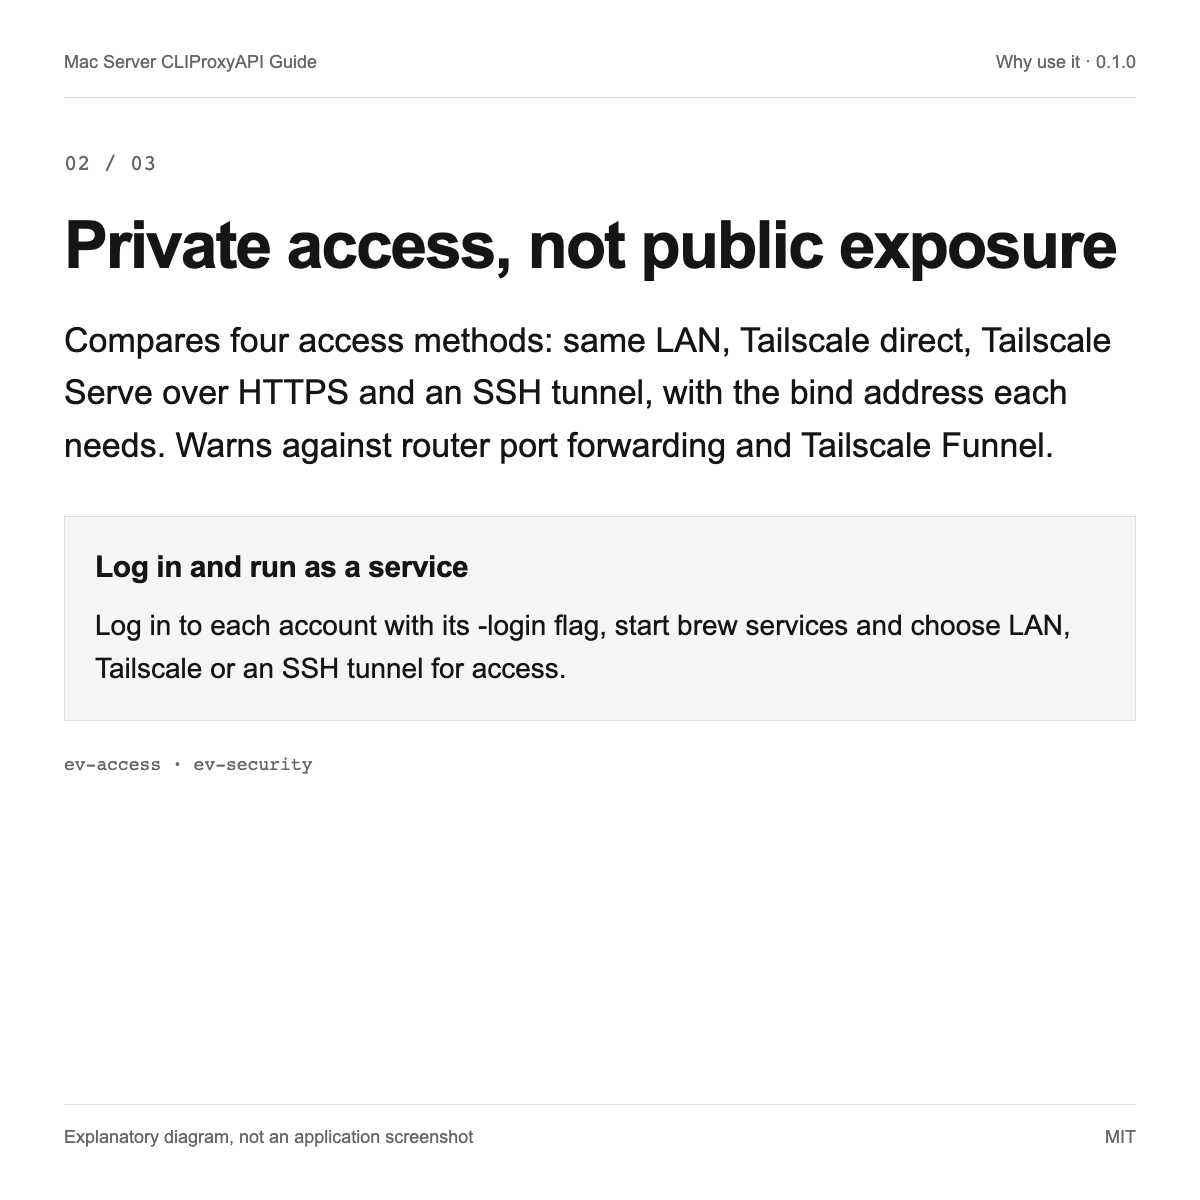 Mac Server CLIProxyAPI Guide
Why use it · 0.1.0
02 / 03
Private access, not public exposure
Compares four access methods: same LAN, Tailscale direct, Tailscale
Serve over HTTPS and an SSH tunnel, with the bind address each
needs. Warns against router port forwarding and Tailscale Funnel.
Log in and run as a service
Log in to each account with its -login flag, start brew services and choose LAN,
Tailscale or an SSH tunnel for access.
ev-access · ev-security
Explanatory diagram, not an application screenshot
MIT